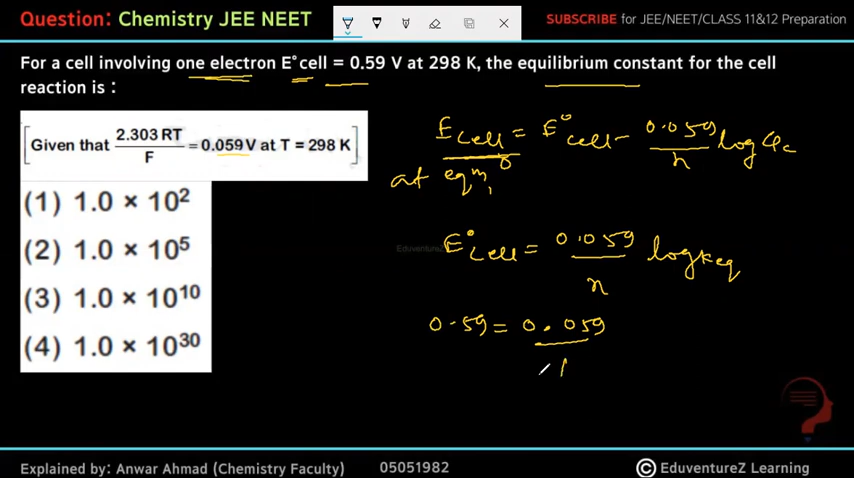 Question: Chemistry JEE NEET
SUBSCRIBE for JEE/NEET/CLASS 11&12 Preparation
For a cell involving one electron E°cell = 0.59 V at 298 K, the equilibrium constant for the cell
reaction is :
[Given that 2.303 RT / F = 0.059 V at T = 298 K]
(1) 1.0 × 10²
(2) 1.0 × 10⁵
(3) 1.0 × 10¹⁰
(4) 1.0 × 10³⁰
Ecell = E°cell - 0.059/n log Qc
0
at eqm,
E°cell = 0.059/n log Keq
0.59 = 0.059/1
EduventureZ
Explained by: Anwar Ahmad (Chemistry Faculty)
05051982
© EduventureZ Learning